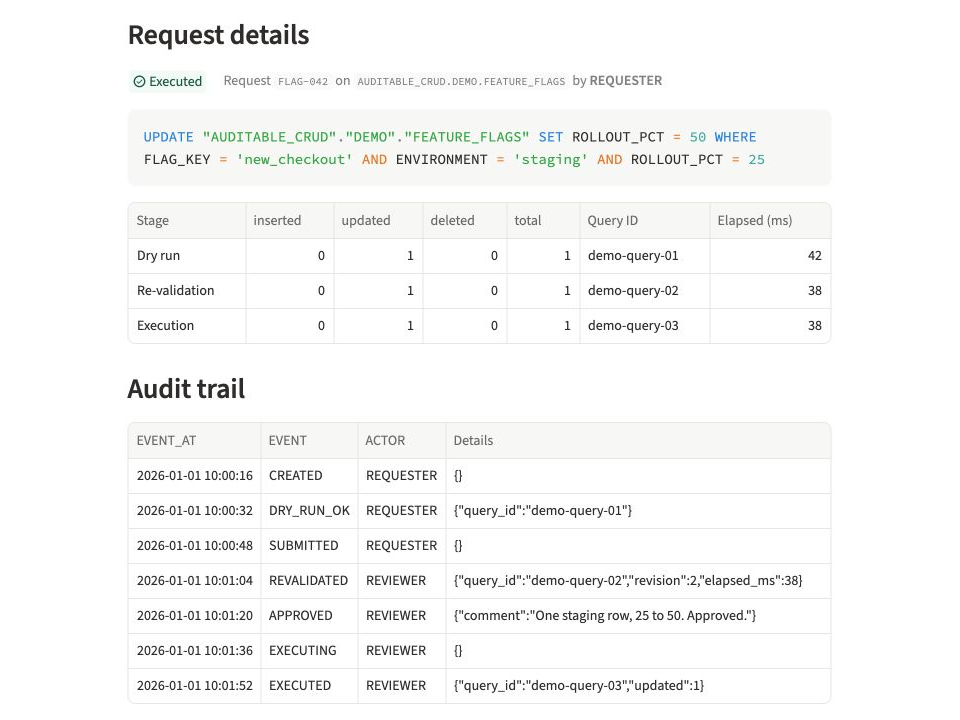 Request details
Executed Request FLAG-042 on AUDITABLE_CRUD.DEMO.FEATURE_FLAGS by REQUESTER
UPDATE "AUDITABLE_CRUD"."DEMO"."FEATURE_FLAGS" SET ROLLOUT_PCT = 50 WHERE
FLAG_KEY = 'new_checkout' AND ENVIRONMENT = 'staging' AND ROLLOUT_PCT = 25
Stage inserted updated deleted total Query ID Elapsed (ms)
Dry run 0 1 0 1 demo-query-01 42
Re-validation 0 1 0 1 demo-query-02 38
Execution 0 1 0 1 demo-query-03 38
Audit trail
EVENT_AT EVENT ACTOR Details
2026-01-01 10:00:16 CREATED REQUESTER {}
2026-01-01 10:00:32 DRY_RUN_OK REQUESTER {"query_id":"demo-query-01"}
2026-01-01 10:00:48 SUBMITTED REQUESTER {}
2026-01-01 10:01:04 REVALIDATED REVIEWER {"query_id":"demo-query-02","revision":2,"elapsed_ms":38}
2026-01-01 10:01:20 APPROVED REVIEWER {"comment":"One staging row, 25 to 50. Approved."}
2026-01-01 10:01:36 EXECUTING REVIEWER {}
2026-01-01 10:01:52 EXECUTED REVIEWER {"query_id":"demo-query-03","updated":1}